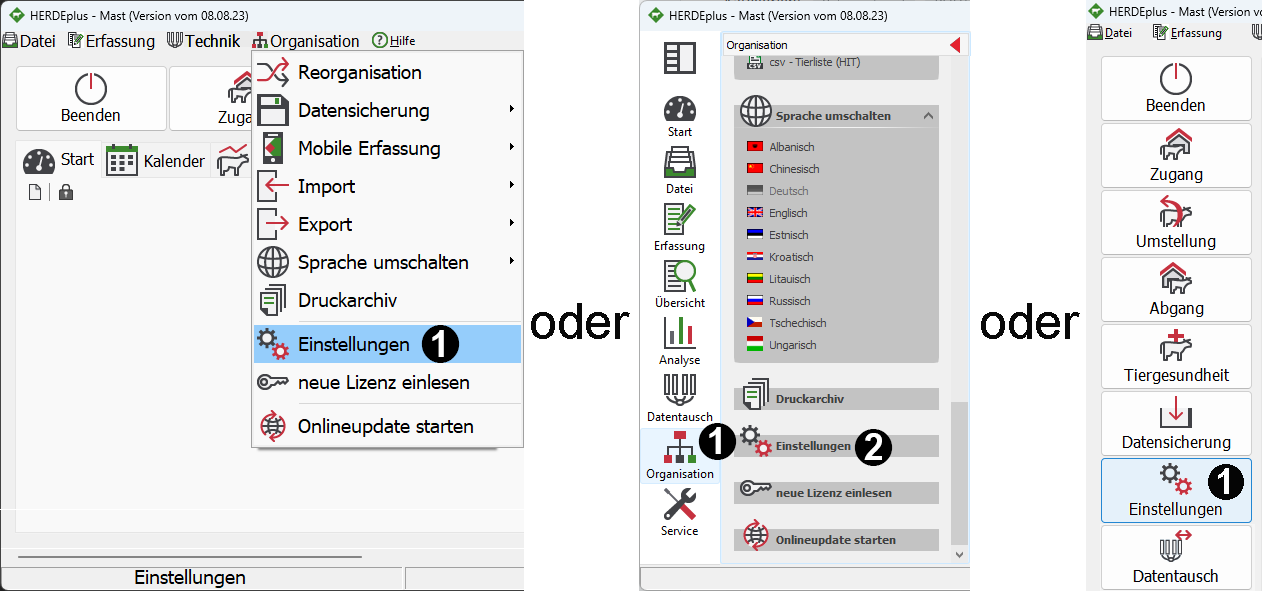 HERDEplus - Mast (Version vom 08.08.23)
Datei Erfassung Technik Organisation Hilfe
Beenden
Zuga
Start Kalender
Reorganisation
Datensicherung
Mobile Erfassung
Import
Export
Sprache umschalten
Druckarchiv
Einstellungen 1
neue Lizenz einlesen
Onlineupdate starten
Einstellungen
oder
HERDEplus - Mast (Version vom 08.08.23)
Start
Datei
Erfassung
Übersicht
Analyse
Datentausch
Organisation 1
Service
Organisation
CSV csv - Tierliste (HIT)
Sprache umschalten
Albanisch
Chinesisch
Deutsch
Englisch
Estnisch
Kroatisch
Litauisch
Russisch
Tschechisch
Ungarisch
Druckarchiv
Einstellungen 2
neue Lizenz einlesen
Onlineupdate starten
oder
HERDEplus - Mast (Version v
Datei Erfassung
Beenden
Zugang
Umstellung
Abgang
Tiergesundheit
Datensicherung
Einstellungen 1
Datentausch